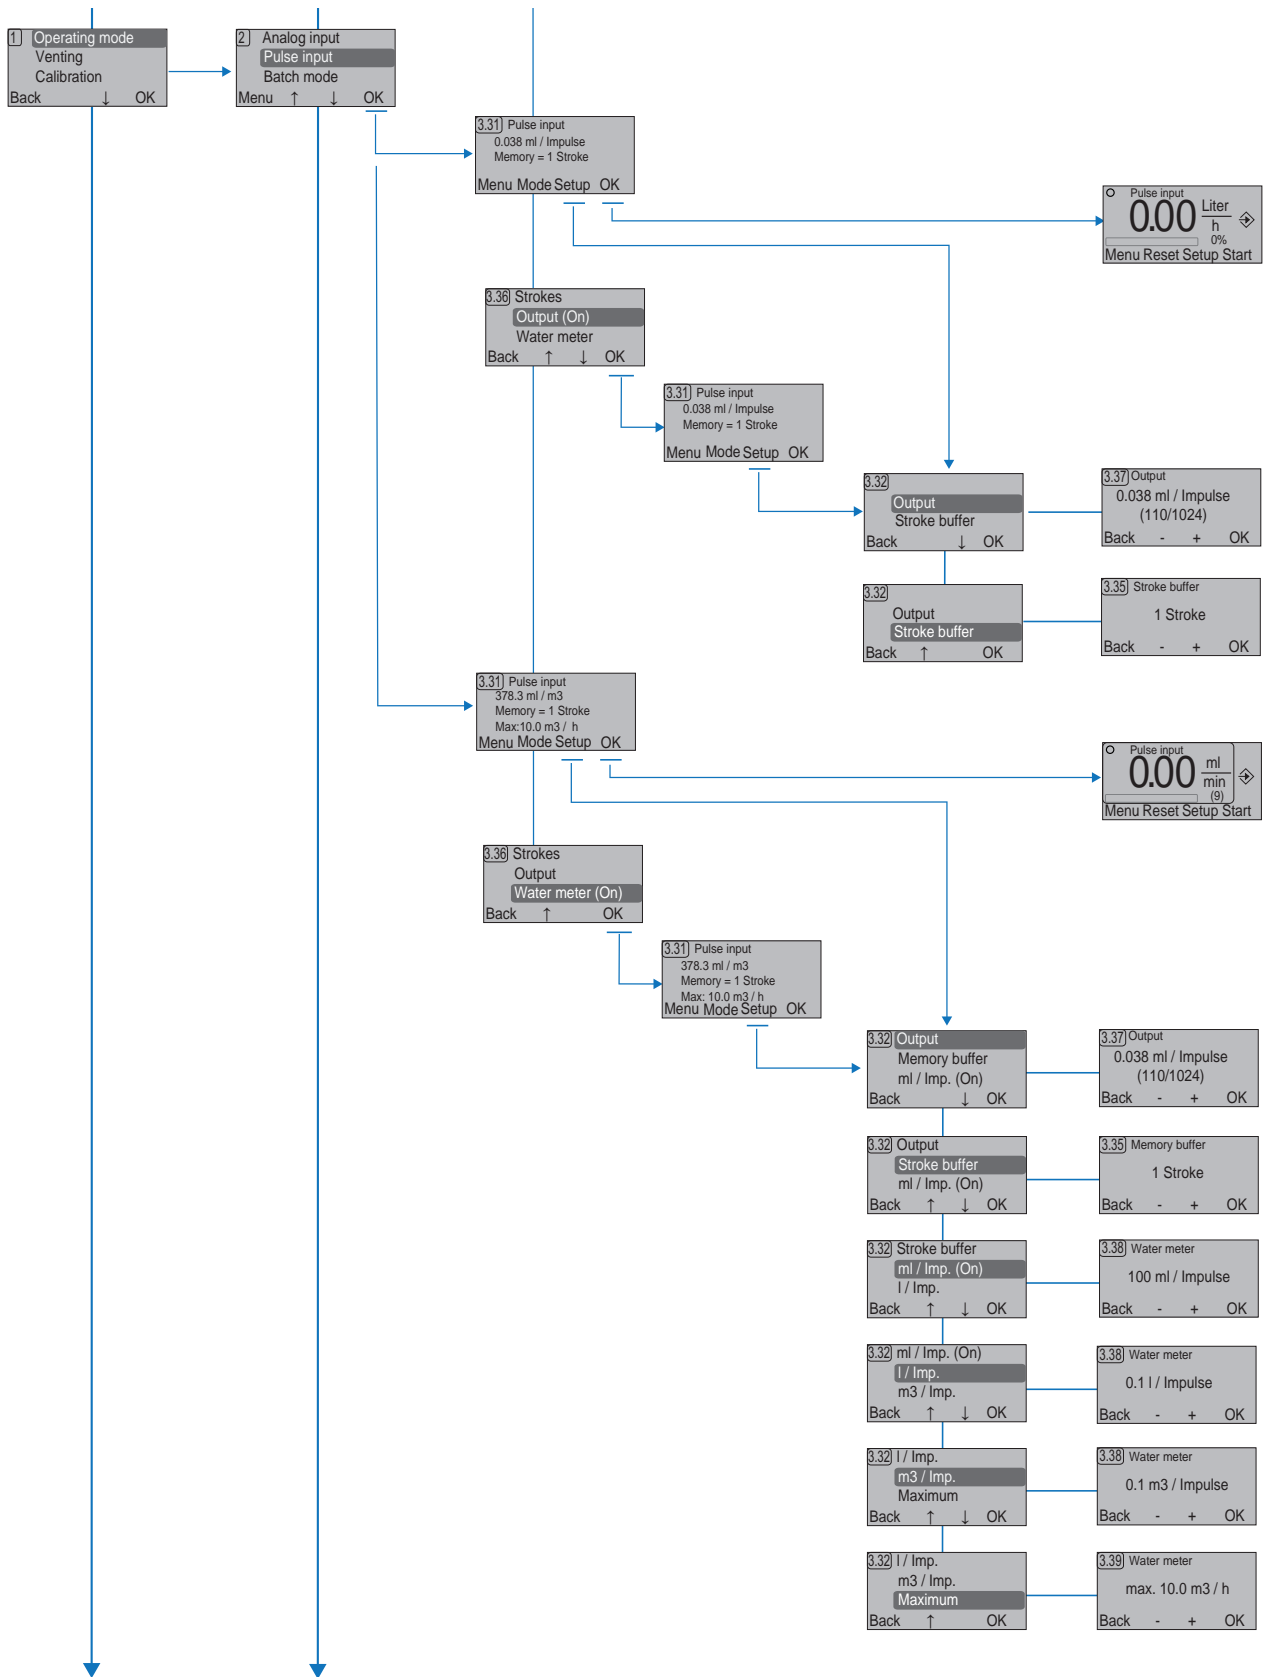 1 Operating mode
Venting
Calibration
Back ↓ OK
2 Analog input
Pulse input
Batch mode
Menu ↑ ↓ OK
3.31 Pulse input
0.038 ml / Impulse
Memory = 1 Stroke
Menu Mode Setup OK
Pulse input
0.00 Liter
h
0%
Menu Reset Setup Start
3.36 Strokes
Output (On)
Water meter
Back ↑ ↓ OK
3.31 Pulse input
0.038 ml / Impulse
Memory = 1 Stroke
Menu Mode Setup OK
3.32
Output
Stroke buffer
Back ↓ OK
3.37 Output
0.038 ml / Impulse
(110/1024)
Back - + OK
3.32
Output
Stroke buffer
Back ↑ OK
3.35 Stroke buffer
1 Stroke
Back - + OK
3.31 Pulse input
378.3 ml / m3
Memory = 1 Stroke
Max:10.0 m3 / h
Menu Mode Setup OK
Pulse input
0.00 ml
min
(9)
Menu Reset Setup Start
3.36 Strokes
Output
Water meter (On)
Back ↑ OK
3.31 Pulse input
378.3 ml / m3
Memory = 1 Stroke
Max: 10.0 m3 / h
Menu Mode Setup OK
3.32 Output
Memory buffer
ml / Imp. (On)
Back ↓ OK
3.37 Output
0.038 ml / Impulse
(110/1024)
Back - + OK
3.32 Output
Stroke buffer
ml / Imp. (On)
Back ↑ ↓ OK
3.35 Memory buffer
1 Stroke
Back - + OK
3.32 Stroke buffer
ml / Imp. (On)
l / Imp.
Back ↑ ↓ OK
3.38 Water meter
100 ml / Impulse
Back - + OK
3.32 ml / Imp. (On)
l / Imp.
m3 / Imp.
Back ↑ ↓ OK
3.38 Water meter
0.1 l / Impulse
Back - + OK
3.32 l / Imp.
m3 / Imp.
Maximum
Back ↑ ↓ OK
3.38 Water meter
0.1 m3 / Impulse
Back - + OK
3.32 l / Imp.
m3 / Imp.
Maximum
Back ↑ OK
3.39 Water meter
max. 10.0 m3 / h
Back - + OK